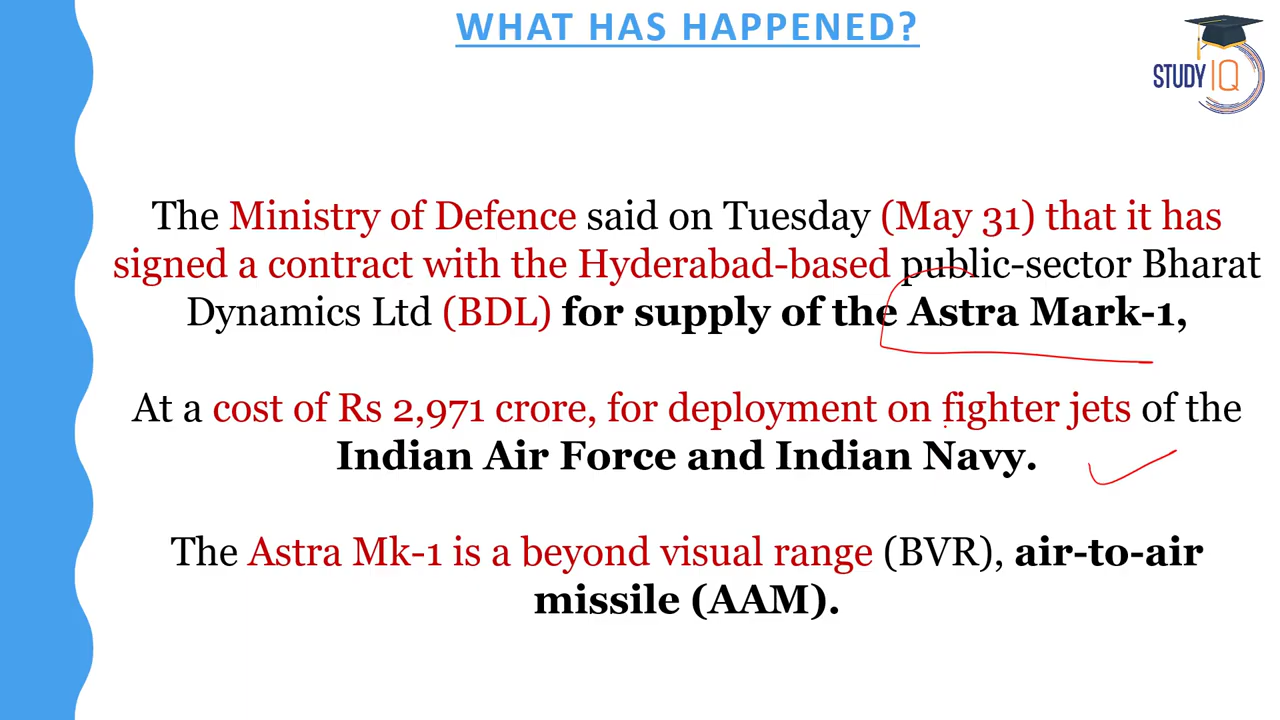 WHAT HAS HAPPENED?
STUDY IQ
The Ministry of Defence said on Tuesday (May 31) that it has
signed a contract with the Hyderabad-based public-sector Bharat
Dynamics Ltd (BDL) for supply of the Astra Mark-1,
At a cost of Rs 2,971 crore, for deployment on fighter jets of the
Indian Air Force and Indian Navy.
The Astra Mk-1 is a beyond visual range (BVR), air-to-air
missile (AAM).